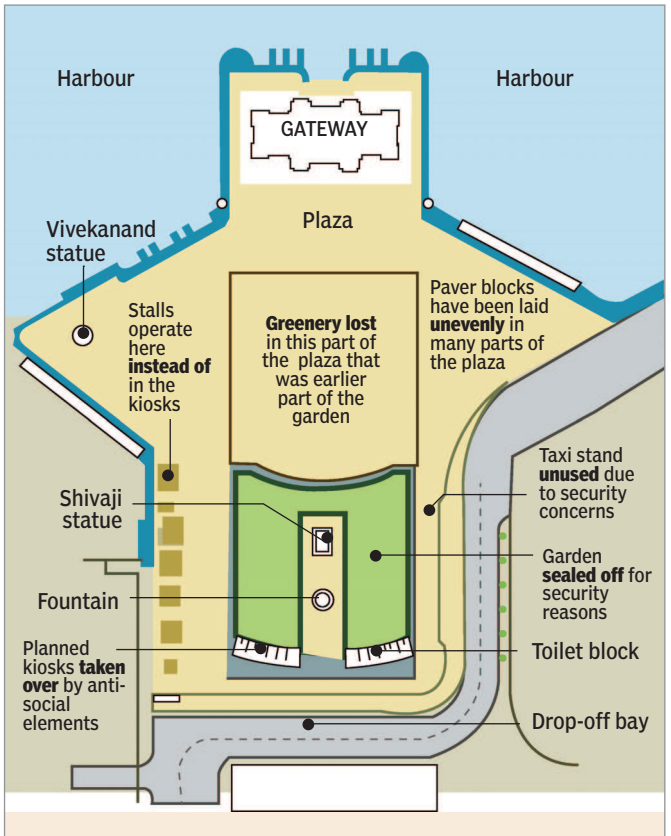 Harbour
Harbour
GATEWAY
Plaza
Vivekanand
statue
Stalls
operate
here
instead of
in the
kiosks
Greenery lost
in this part of
the plaza that
was earlier
part of the
garden
Paver blocks
have been laid
unevenly in
many parts of
the plaza
Taxi stand
unused due
to security
concerns
Shivaji
statue
Garden
sealed off for
security
reasons
Fountain
Planned
kiosks taken
over by anti-
social
elements
Toilet block
Drop-off bay